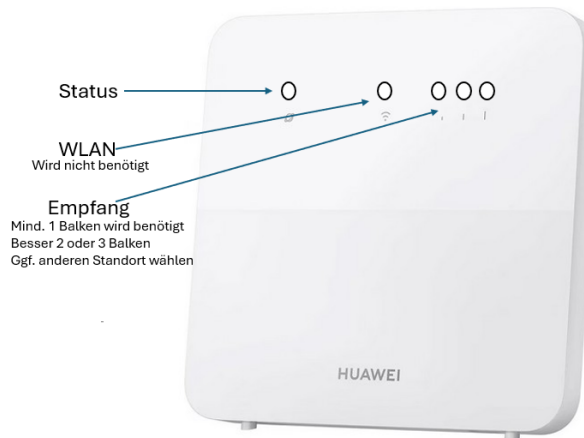 Status
WLAN
Wird nicht benötigt
Empfang
Mind. 1 Balken wird benötigt
Besser 2 oder 3 Balken
Ggf. anderen Standort wählen
HUAWEI